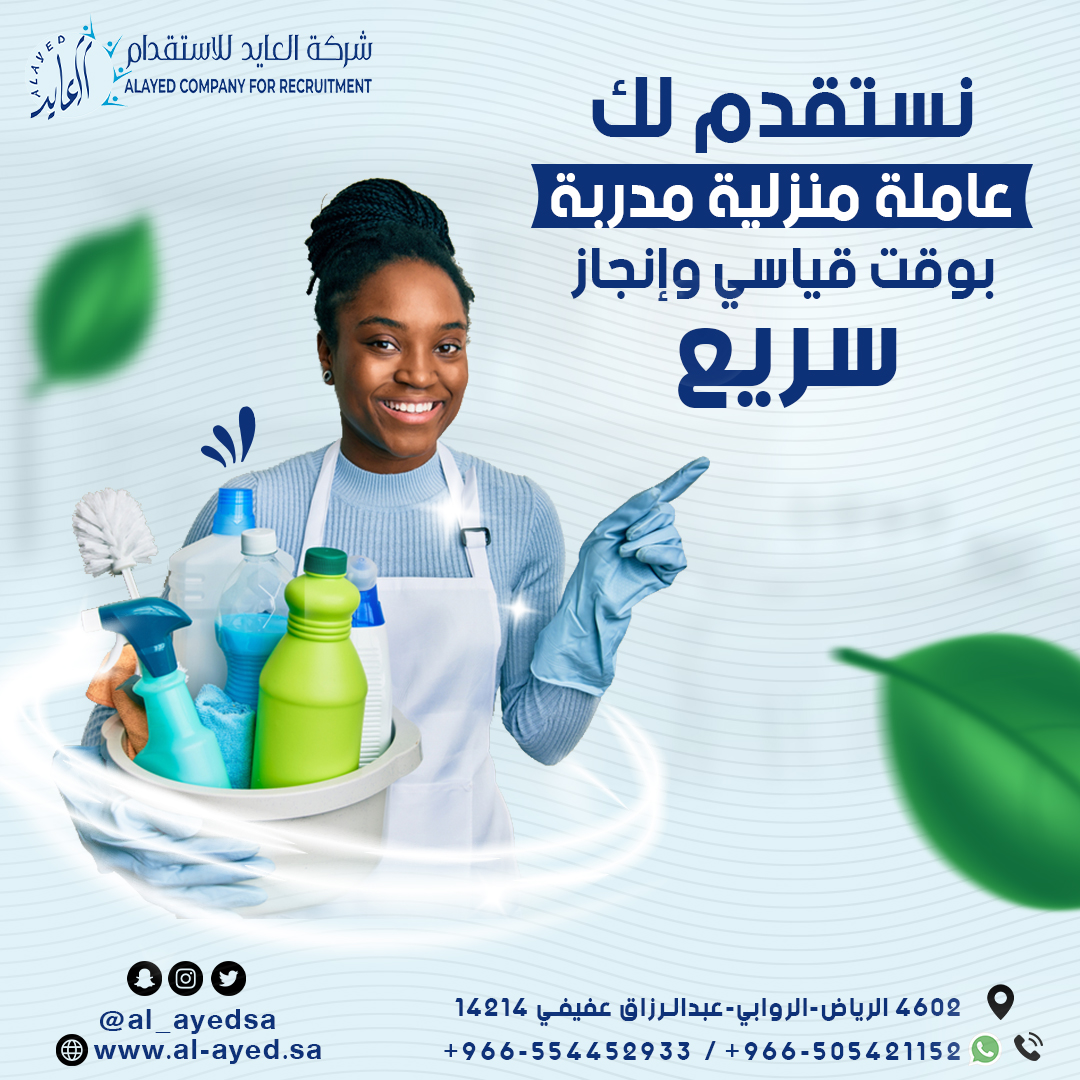 شركة العايد للاستقدام
ALAYED COMPANY FOR RECRUITMENT
ALAYED
العايد
نستقدم لك
عاملة منزلية مدربة
بوقت قياسي وإنجاز
سريع
@al_ayedsa
www.al-ayed.sa
4602 الرياض-الروابي-عبدالرزاق عفيفي 14214
+966-554452933 / +966-505421152